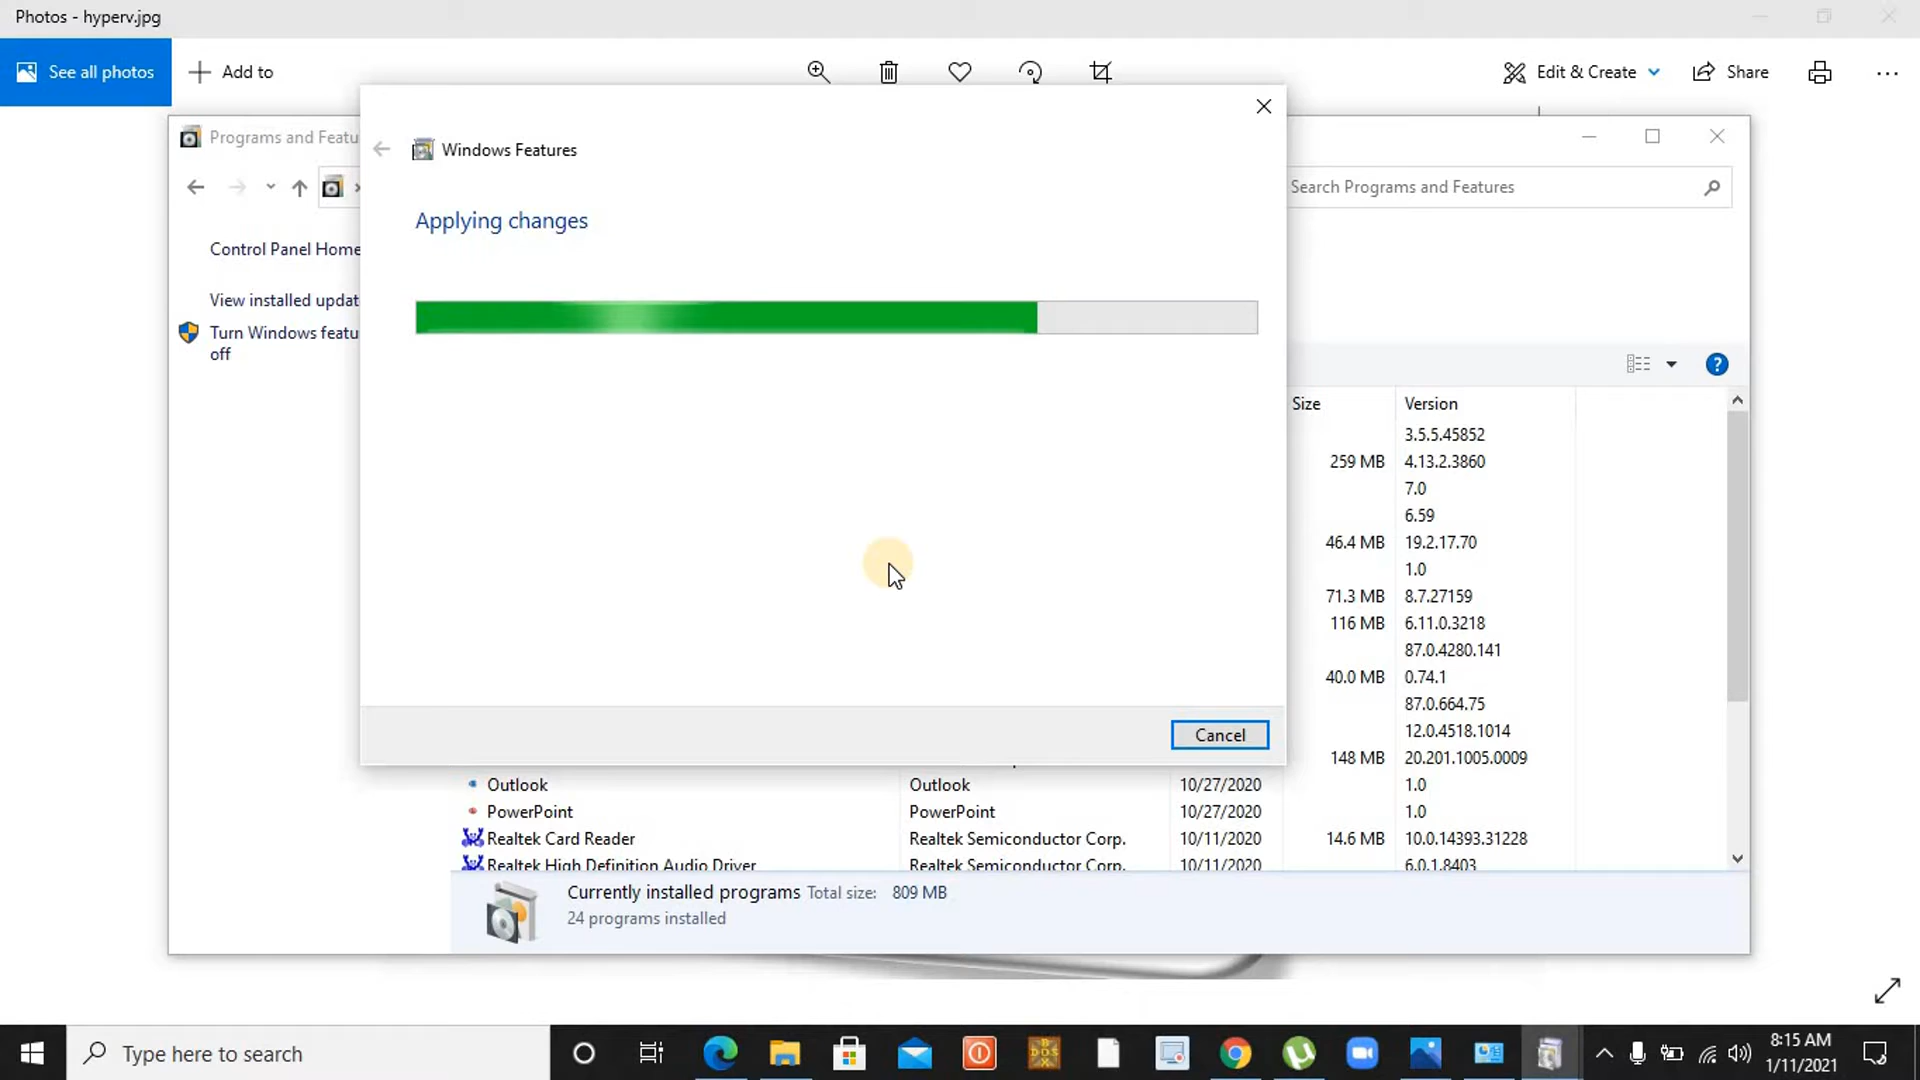 Photos - hyperv.jpg
See all photos
Add to
Edit & Create
Share
Programs and Featu
Windows Features
Search Programs and Features
Applying changes
Control Panel Home
View installed updat
Turn Windows featu
off
Size Version
3.5.5.45852
259 MB 4.13.2.3860
7.0
6.59
46.4 MB 19.2.17.70
1.0
71.3 MB 8.7.27159
116 MB 6.11.0.3218
87.0.4280.141
40.0 MB 0.74.1
87.0.664.75
12.0.4518.1014
148 MB 20.201.1005.0009
Cancel
Outlook Outlook 10/27/2020 1.0
PowerPoint PowerPoint 10/27/2020 1.0
Realtek Card Reader Realtek Semiconductor Corp. 10/11/2020 14.6 MB 10.0.14393.31228
Realtek High Definition Audio Driver Realtek Semiconductor Corp. 10/11/2020 6.0.1.8403
Currently installed programs Total size: 809 MB
24 programs installed
Type here to search
8:15 AM
1/11/2021